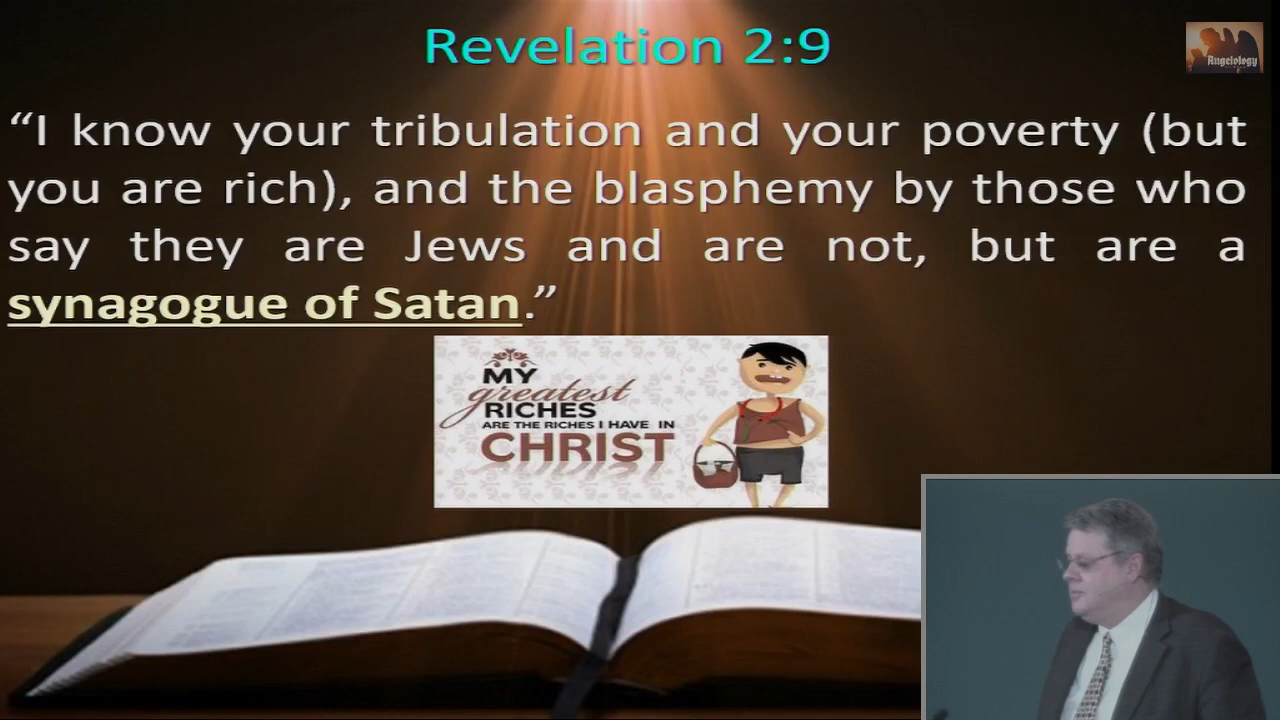 Revelation 2:9
Angelology
“I know your tribulation and your poverty (but
you are rich), and the blasphemy by those who
say they are Jews and are not, but are a
synagogue of Satan.”
MY
greatest
RICHES
ARE THE RICHES I HAVE IN
CHRIST